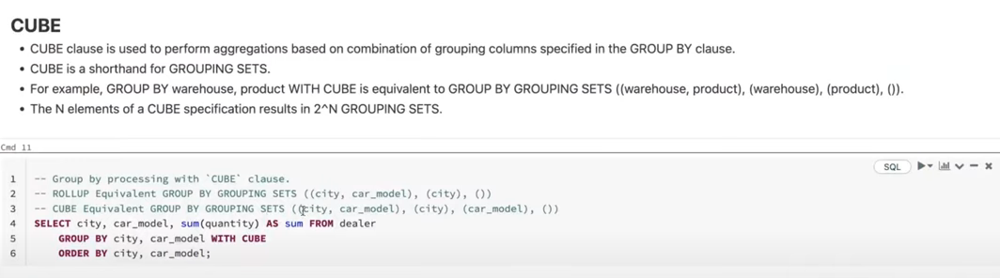 CUBE
• CUBE clause is used to perform aggregations based on combination of grouping columns specified in the GROUP BY clause.
• CUBE is a shorthand for GROUPING SETS.
• For example, GROUP BY warehouse, product WITH CUBE is equivalent to GROUP BY GROUPING SETS ((warehouse, product), (warehouse), (product), ()).
• The N elements of a CUBE specification results in 2^N GROUPING SETS.
Cmd 11
SQL
1 -- Group by processing with `CUBE` clause.
2 -- ROLLUP Equivalent GROUP BY GROUPING SETS ((city, car_model), (city), ())
3 -- CUBE Equivalent GROUP BY GROUPING SETS ((city, car_model), (city), (car_model), ())
4 SELECT city, car_model, sum(quantity) AS sum FROM dealer
5 GROUP BY city, car_model WITH CUBE
6 ORDER BY city, car_model;